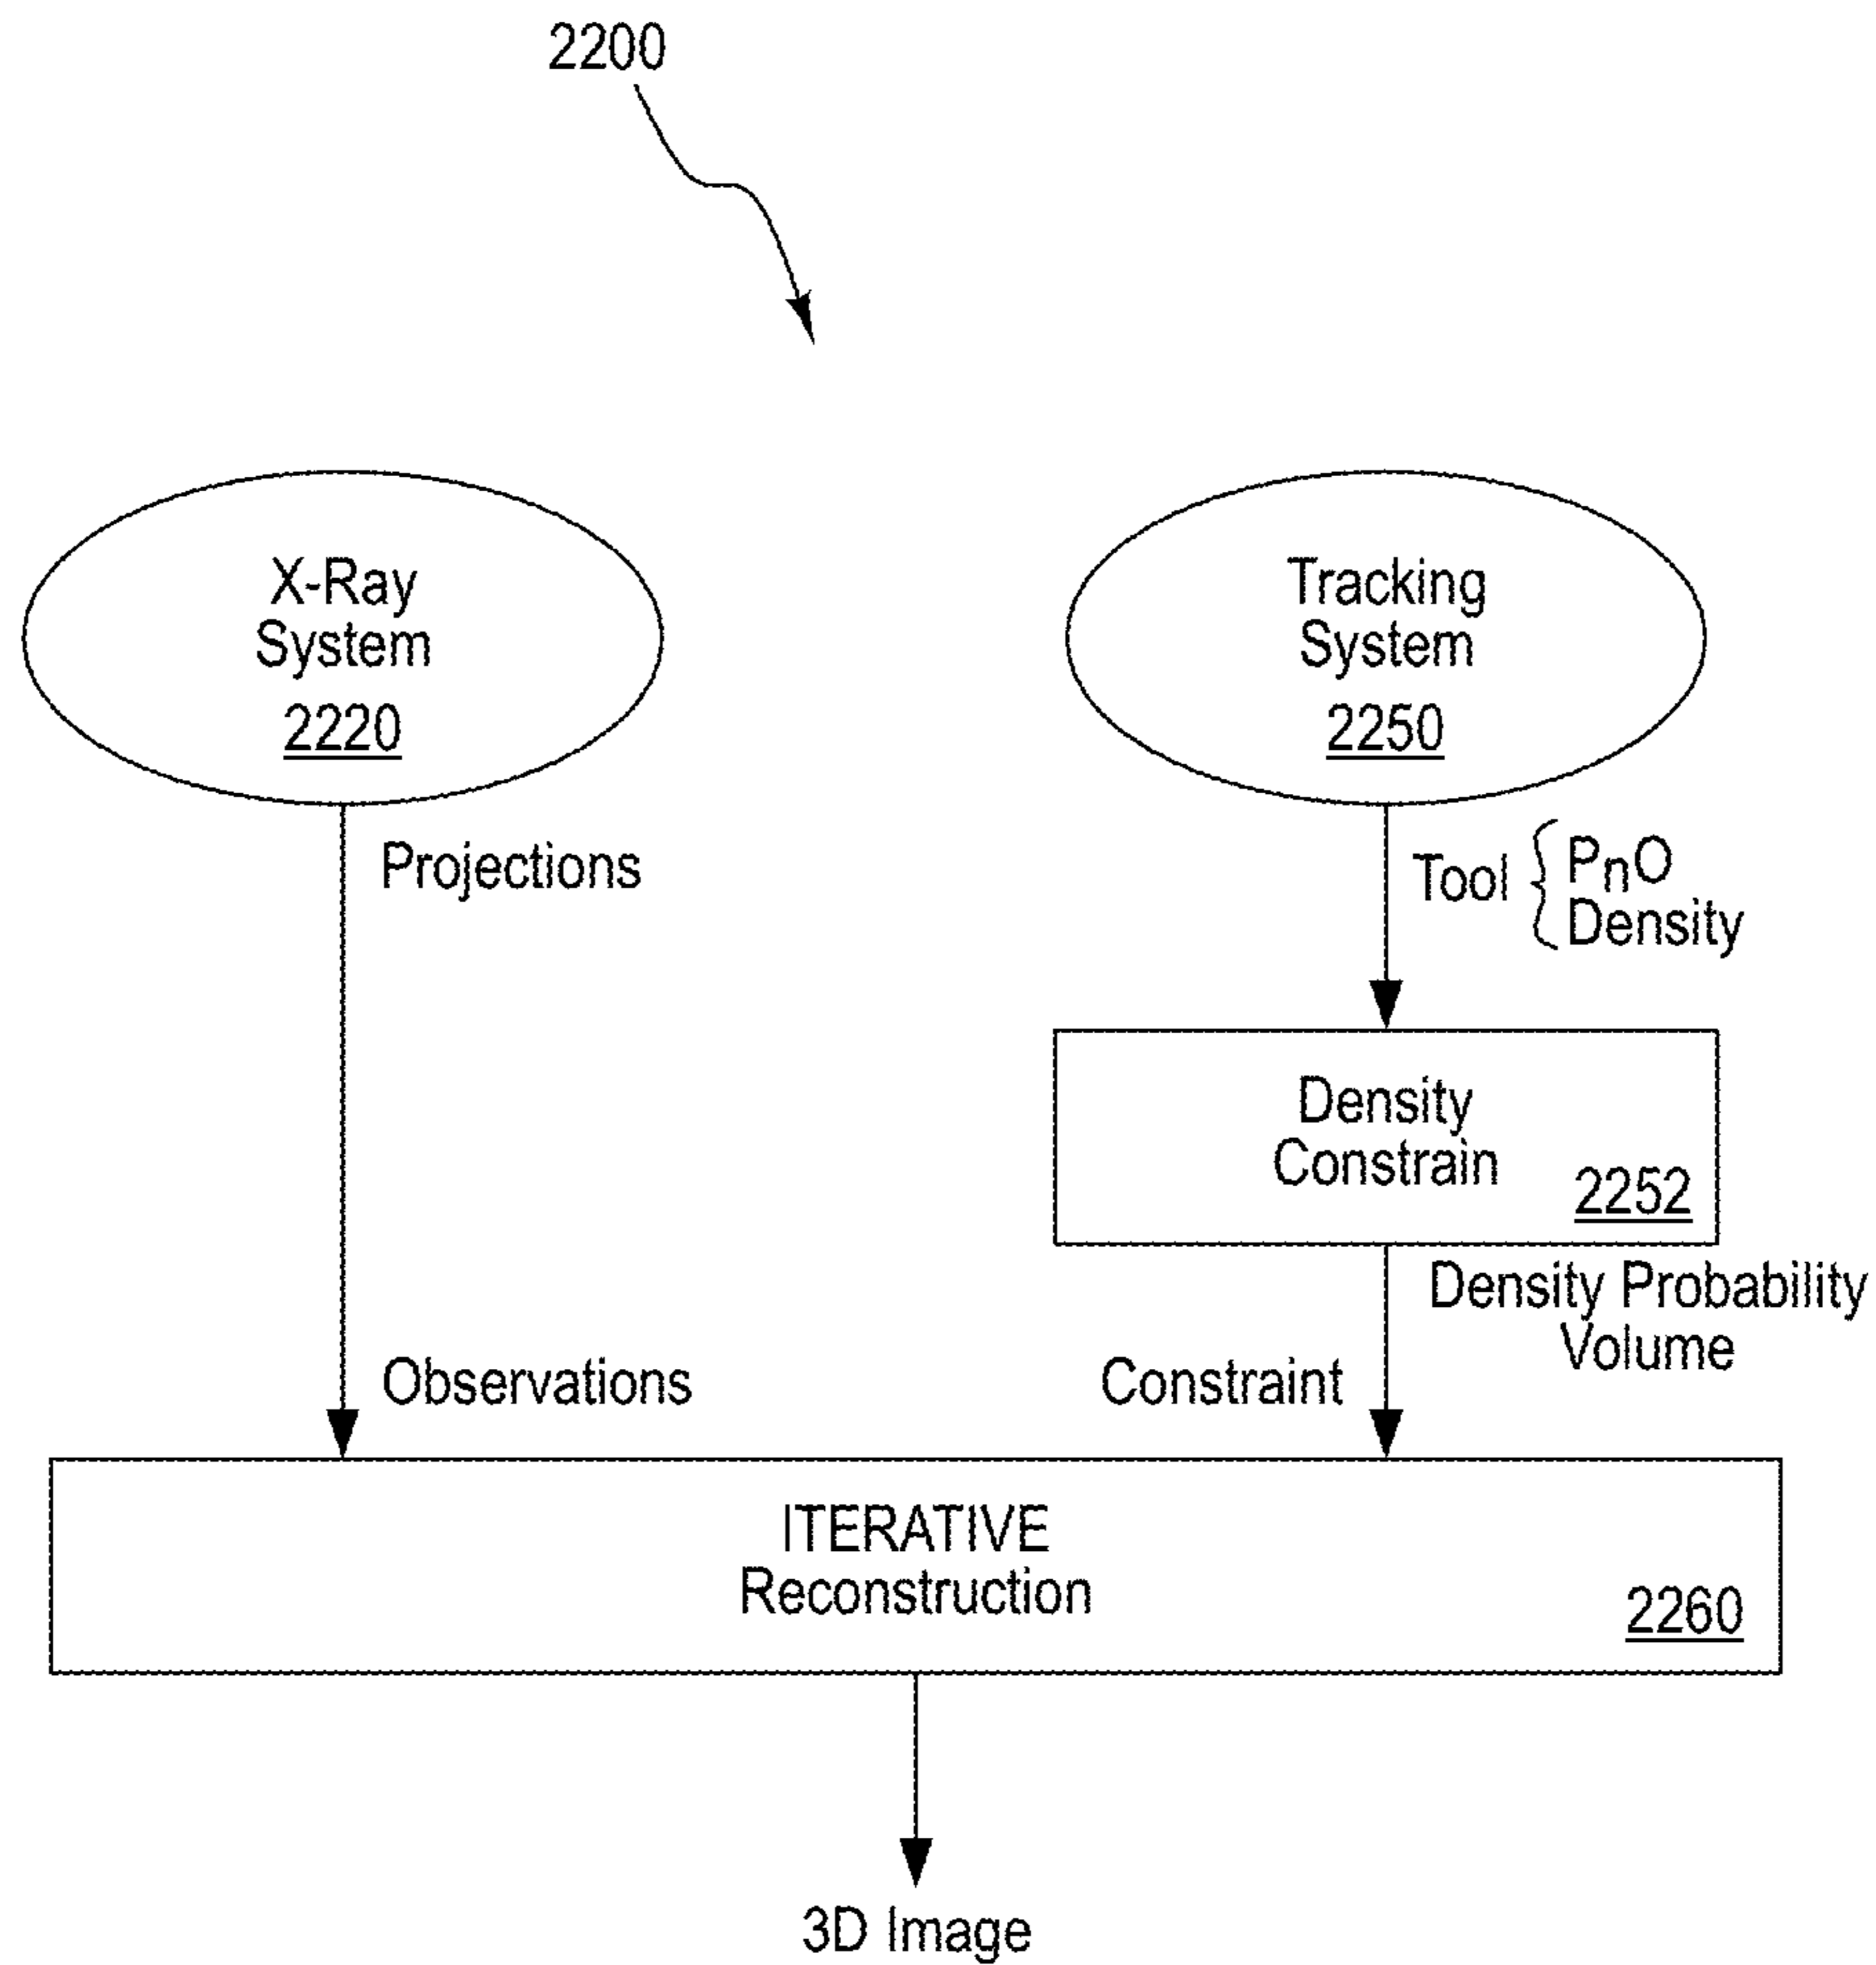 2200
X-Ray
System
2220
Tracking
System
2250
Projections
Tool { PnO
Density
Density
Constrain
2252
Density Probability
Volume
Observations
Constraint
ITERATIVE
Reconstruction
2260
3D Image